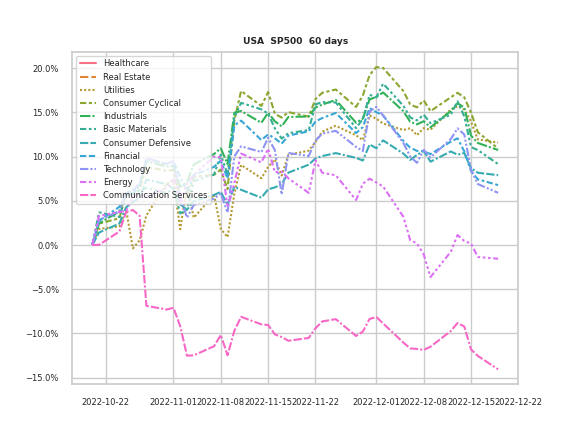 USA SP500 60 days
Healthcare
Real Estate
Utilities
Consumer Cyclical
Industrials
Basic Materials
Consumer Defensive
Financial
Technology
Energy
Communication Services
20.0%
15.0%
10.0%
5.0%
0.0%
−5.0%
−10.0%
−15.0%
2022-10-22 2022-11-01 2022-11-08 2022-11-15 2022-11-22 2022-12-01 2022-12-08 2022-12-15 2022-12-22